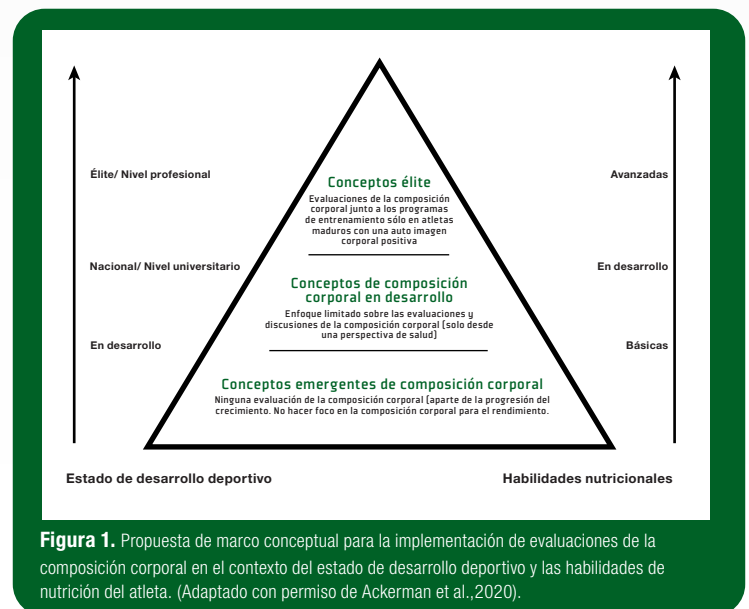 Élite/ Nivel profesional
Nacional/ Nivel universitario
En desarrollo
Estado de desarrollo deportivo
Conceptos élite
Evaluaciones de la composición
corporal junto a los programas
de entrenamiento sólo en atletas
maduros con una auto imagen
corporal positiva
Conceptos de composición
corporal en desarrollo
Enfoque limitado sobre las evaluaciones y
discusiones de la composición corporal (solo desde
una perspectiva de salud)
Conceptos emergentes de composición corporal
Ninguna evaluación de la composición corporal (aparte de la progresión del
crecimiento. No hacer foco en la composición corporal para el rendimiento.
Avanzadas
En desarrollo
Básicas
Habilidades nutricionales
Figura 1. Propuesta de marco conceptual para la implementación de evaluaciones de la
composición corporal en el contexto del estado de desarrollo deportivo y las habilidades de
nutrición del atleta. (Adaptado con permiso de Ackerman et al.,2020).